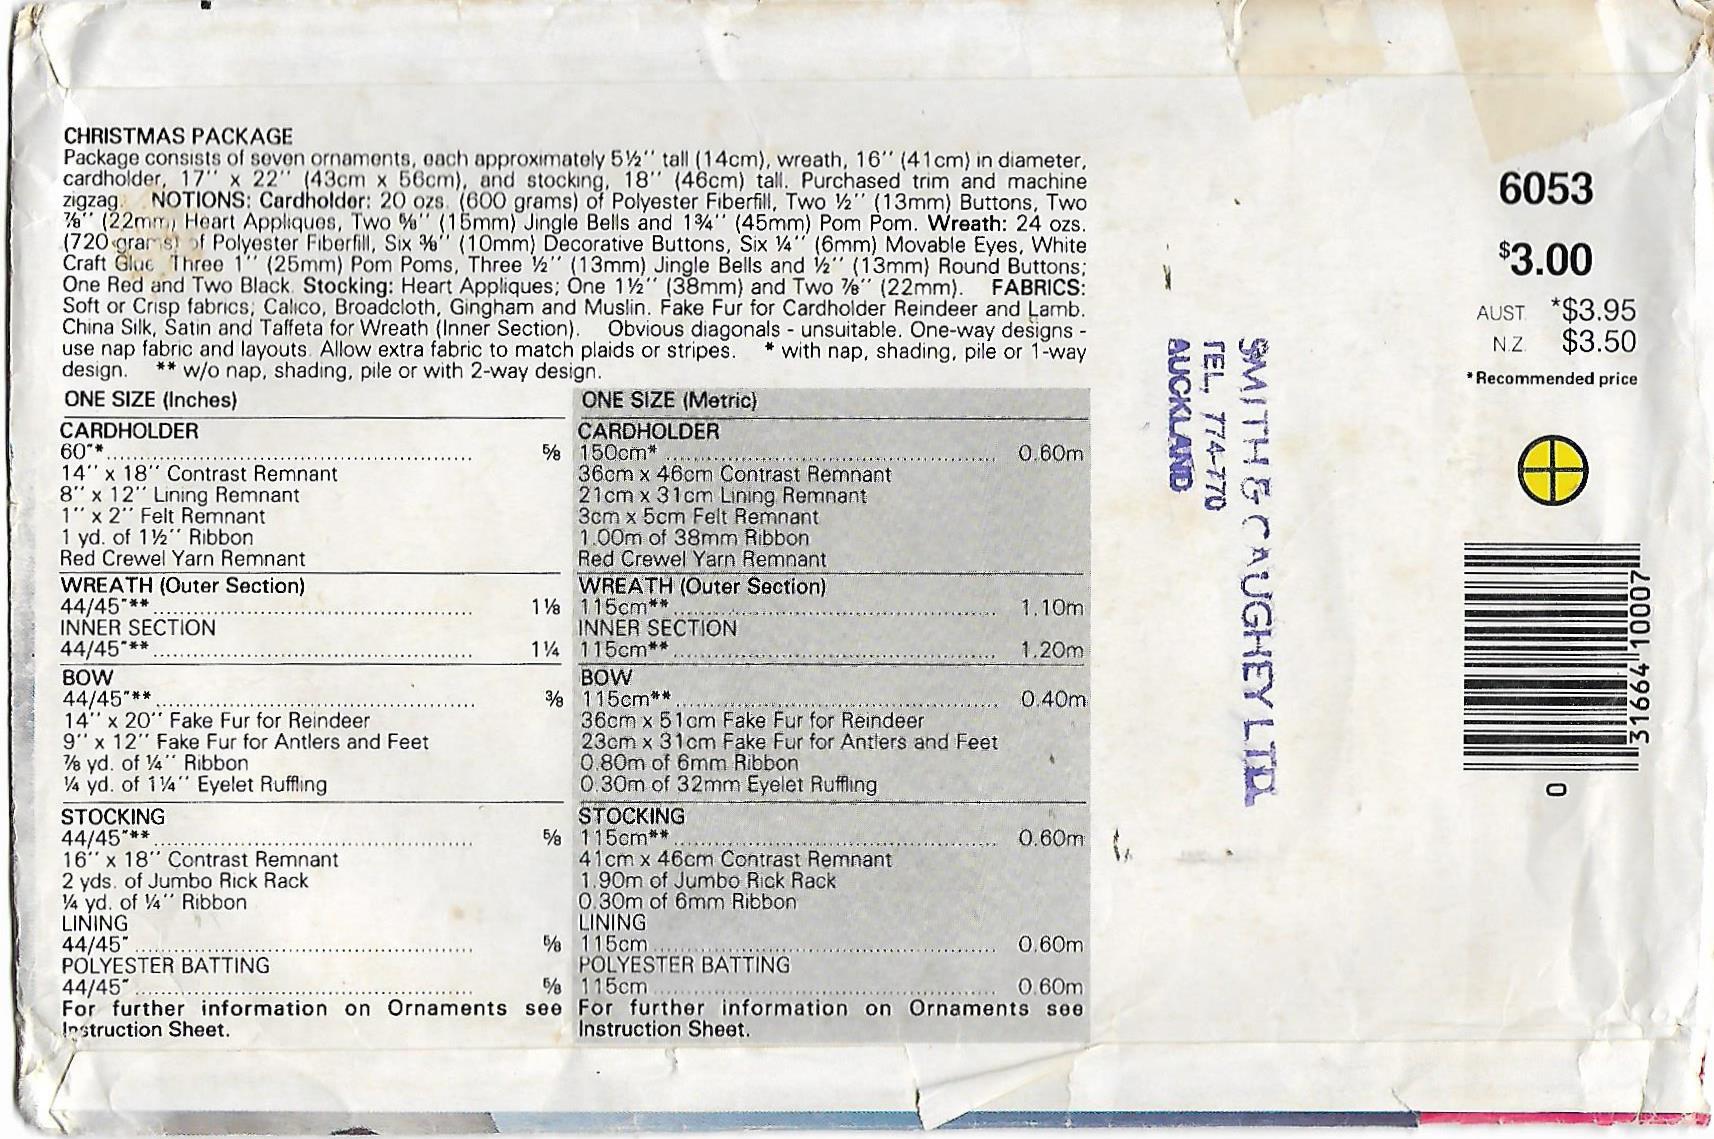 CHRISTMAS PACKAGE
Package consists of seven ornaments, each approximately 5½" tall (14cm), wreath, 16" (41cm) in diameter,
cardholder, 17" x 22" (43cm x 56cm), and stocking, 18" (46cm) tall. Purchased trim and machine
zigzag. NOTIONS: Cardholder: 20 ozs. (600 grams) of Polyester Fiberfill, Two ½" (13mm) Buttons, Two
⅞" (22mm) Heart Appliques, Two ⅝" (15mm) Jingle Bells and 1¾" (45mm) Pom Pom. Wreath: 24 ozs.
(720 grams) of Polyester Fiberfill, Six ⅜" (10mm) Decorative Buttons, Six ¼" (6mm) Movable Eyes, White
Craft Glue, Three 1" (25mm) Pom Poms, Three ½" (13mm) Jingle Bells and ½" (13mm) Round Buttons;
One Red and Two Black. Stocking: Heart Appliques; One 1½" (38mm) and Two ⅞" (22mm). FABRICS:
Soft or Crisp fabrics; Calico, Broadcloth, Gingham and Muslin. Fake Fur for Cardholder Reindeer and Lamb.
China Silk, Satin and Taffeta for Wreath (Inner Section). Obvious diagonals - unsuitable. One-way designs -
use nap fabric and layouts. Allow extra fabric to match plaids or stripes. * with nap, shading, pile or 1-way
design. ** w/o nap, shading, pile or with 2-way design.
ONE SIZE (Inches)
CARDHOLDER
60"* ⅝
14" x 18" Contrast Remnant
8" x 12" Lining Remnant
1" x 2" Felt Remnant
1 yd. of 1½" Ribbon
Red Crewel Yarn Remnant
WREATH (Outer Section)
44/45"** 1⅛
INNER SECTION
44/45"** 1¼
BOW
44/45"** ⅜
14" x 20" Fake Fur for Reindeer
9" x 12" Fake Fur for Antlers and Feet
⅞ yd. of ¼" Ribbon
¼ yd. of 1¼" Eyelet Ruffling
STOCKING
44/45"** ⅝
16" x 18" Contrast Remnant
2 yds. of Jumbo Rick Rack
¼ yd. of ¼" Ribbon
LINING
44/45" ⅝
POLYESTER BATTING
44/45" ⅝
For further information on Ornaments see
Instruction Sheet.
ONE SIZE (Metric)
CARDHOLDER
150cm* 0.60m
36cm x 46cm Contrast Remnant
21cm x 31cm Lining Remnant
3cm x 5cm Felt Remnant
1.00m of 38mm Ribbon
Red Crewel Yarn Remnant
WREATH (Outer Section)
115cm** 1.10m
INNER SECTION
115cm** 1.20m
BOW
115cm** 0.40m
36cm x 51cm Fake Fur for Reindeer
23cm x 31cm Fake Fur for Antlers and Feet
0.80m of 6mm Ribbon
0.30m of 32mm Eyelet Ruffling
STOCKING
115cm** 0.60m
41cm x 46cm Contrast Remnant
1.90m of Jumbo Rick Rack
0.30m of 6mm Ribbon
LINING
115cm 0.60m
POLYESTER BATTING
115cm 0.60m
For further information on Ornaments see
Instruction Sheet.
SMITH & CAUGHEY LTD.
TEL. 774-770
AUCKLAND
6053
$3.00
AUST. *$3.95
N.Z. $3.50
*Recommended price
31664 10007
0